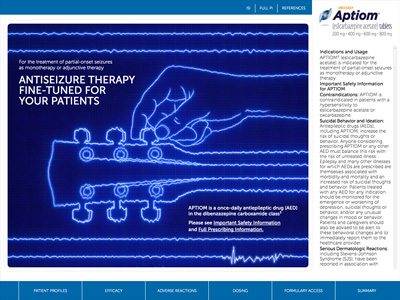 ISI | FULL PI | REFERENCES
Aptiom®
(eslicarbazepine acetate) tablets
200 mg • 400 mg • 600 mg • 800 mg
For the treatment of partial-onset seizures
as monotherapy or adjunctive therapy
ANTISEIZURE THERAPY
FINE-TUNED FOR
YOUR PATIENTS
APTIOM is a once-daily antiepileptic drug (AED)
in the dibenzazepine carboxamide class¹
Please see Important Safety Information
and Full Prescribing Information.
Indications and Usage
APTIOM® (eslicarbazepine
acetate) is indicated for the
treatment of partial-onset seizures
as monotherapy or adjunctive
therapy.
Important Safety Information
for APTIOM
Contraindications: APTIOM is
contraindicated in patients with a
hypersensitivity to
eslicarbazepine acetate or
oxcarbazepine.
Suicidal Behavior and Ideation:
Antiepileptic drugs (AEDs),
including APTIOM, increase the
risk of suicidal thoughts or
behavior. Anyone considering
prescribing APTIOM or any other
AED must balance this risk with
the risk of untreated illness.
Epilepsy and many other illnesses
for which AEDs are prescribed are
themselves associated with
morbidity and mortality and an
increased risk of suicidal thoughts
and behavior. Patients treated
with any AED for any indication
should be monitored for the
emergence or worsening of
depression, suicidal thoughts or
behavior, and/or any unusual
changes in mood or behavior.
Patients and caregivers should
also be advised to be alert to
these behavioral changes and to
immediately report them to the
healthcare provider.
Serious Dermatologic Reactions,
including Stevens-Johnson
Syndrome (SJS), have been
reported in association with
PATIENT PROFILES | EFFICACY | ADVERSE REACTIONS | DOSING | FORMULARY ACCESS | SUMMARY